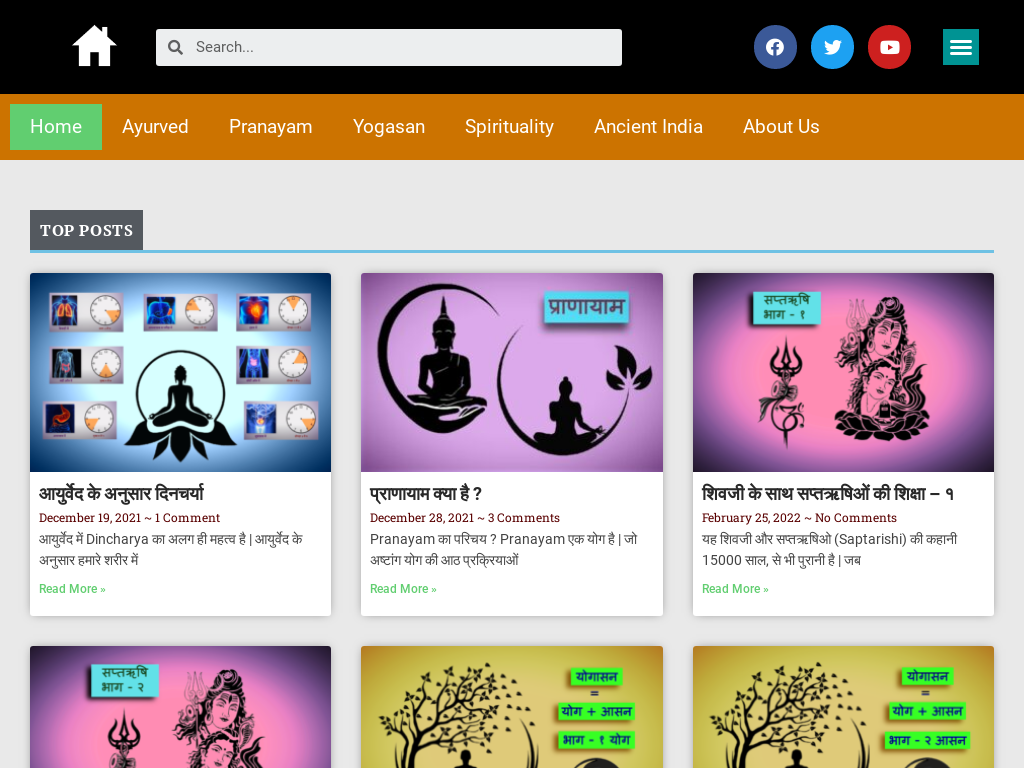 Search...
Home Ayurved Pranayam Yogasan Spirituality Ancient India About Us
TOP POSTS
प्राणायाम
सप्तऋषि
भाग - १
आयुर्वेद के अनुसार दिनचर्या
December 19, 2021 ~ 1 Comment
आयुर्वेद में Dincharya का अलग ही महत्व है | आयुर्वेद के
अनुसार हमारे शरीर में
Read More »
प्राणायाम क्या है ?
December 28, 2021 ~ 3 Comments
Pranayam का परिचय ? Pranayam एक योग है | जो
अष्टांग योग की आठ प्रक्रियाओं
Read More »
शिवजी के साथ सप्तऋषिओं की शिक्षा – १
February 25, 2022 ~ No Comments
यह शिवजी और सप्तऋषिओ (Saptarishi) की कहानी
15000 साल, से भी पुरानी है | जब
Read More »
सप्तऋषि
भाग - २
योगासन
=
योग + आसन
भाग - १ योग
योगासन
=
योग + आसन
भाग - २ आसन